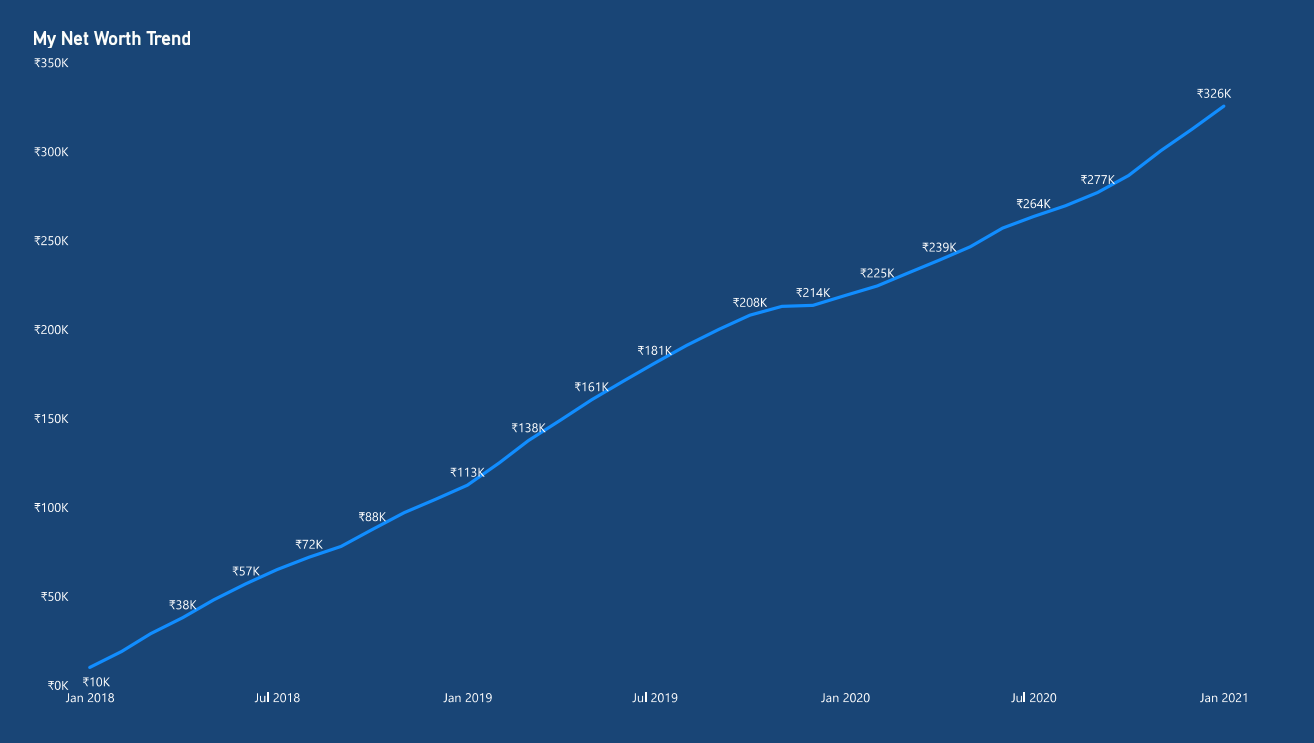 My Net Worth Trend
₹350K
₹326K
₹300K
₹277K
₹264K
₹250K
₹239K
₹225K
₹214K
₹208K
₹200K
₹181K
₹161K
₹150K
₹138K
₹113K
₹100K
₹88K
₹72K
₹57K
₹50K
₹38K
₹0K
₹10K
Jan 2018 Jul 2018 Jan 2019 Jul 2019 Jan 2020 Jul 2020 Jan 2021